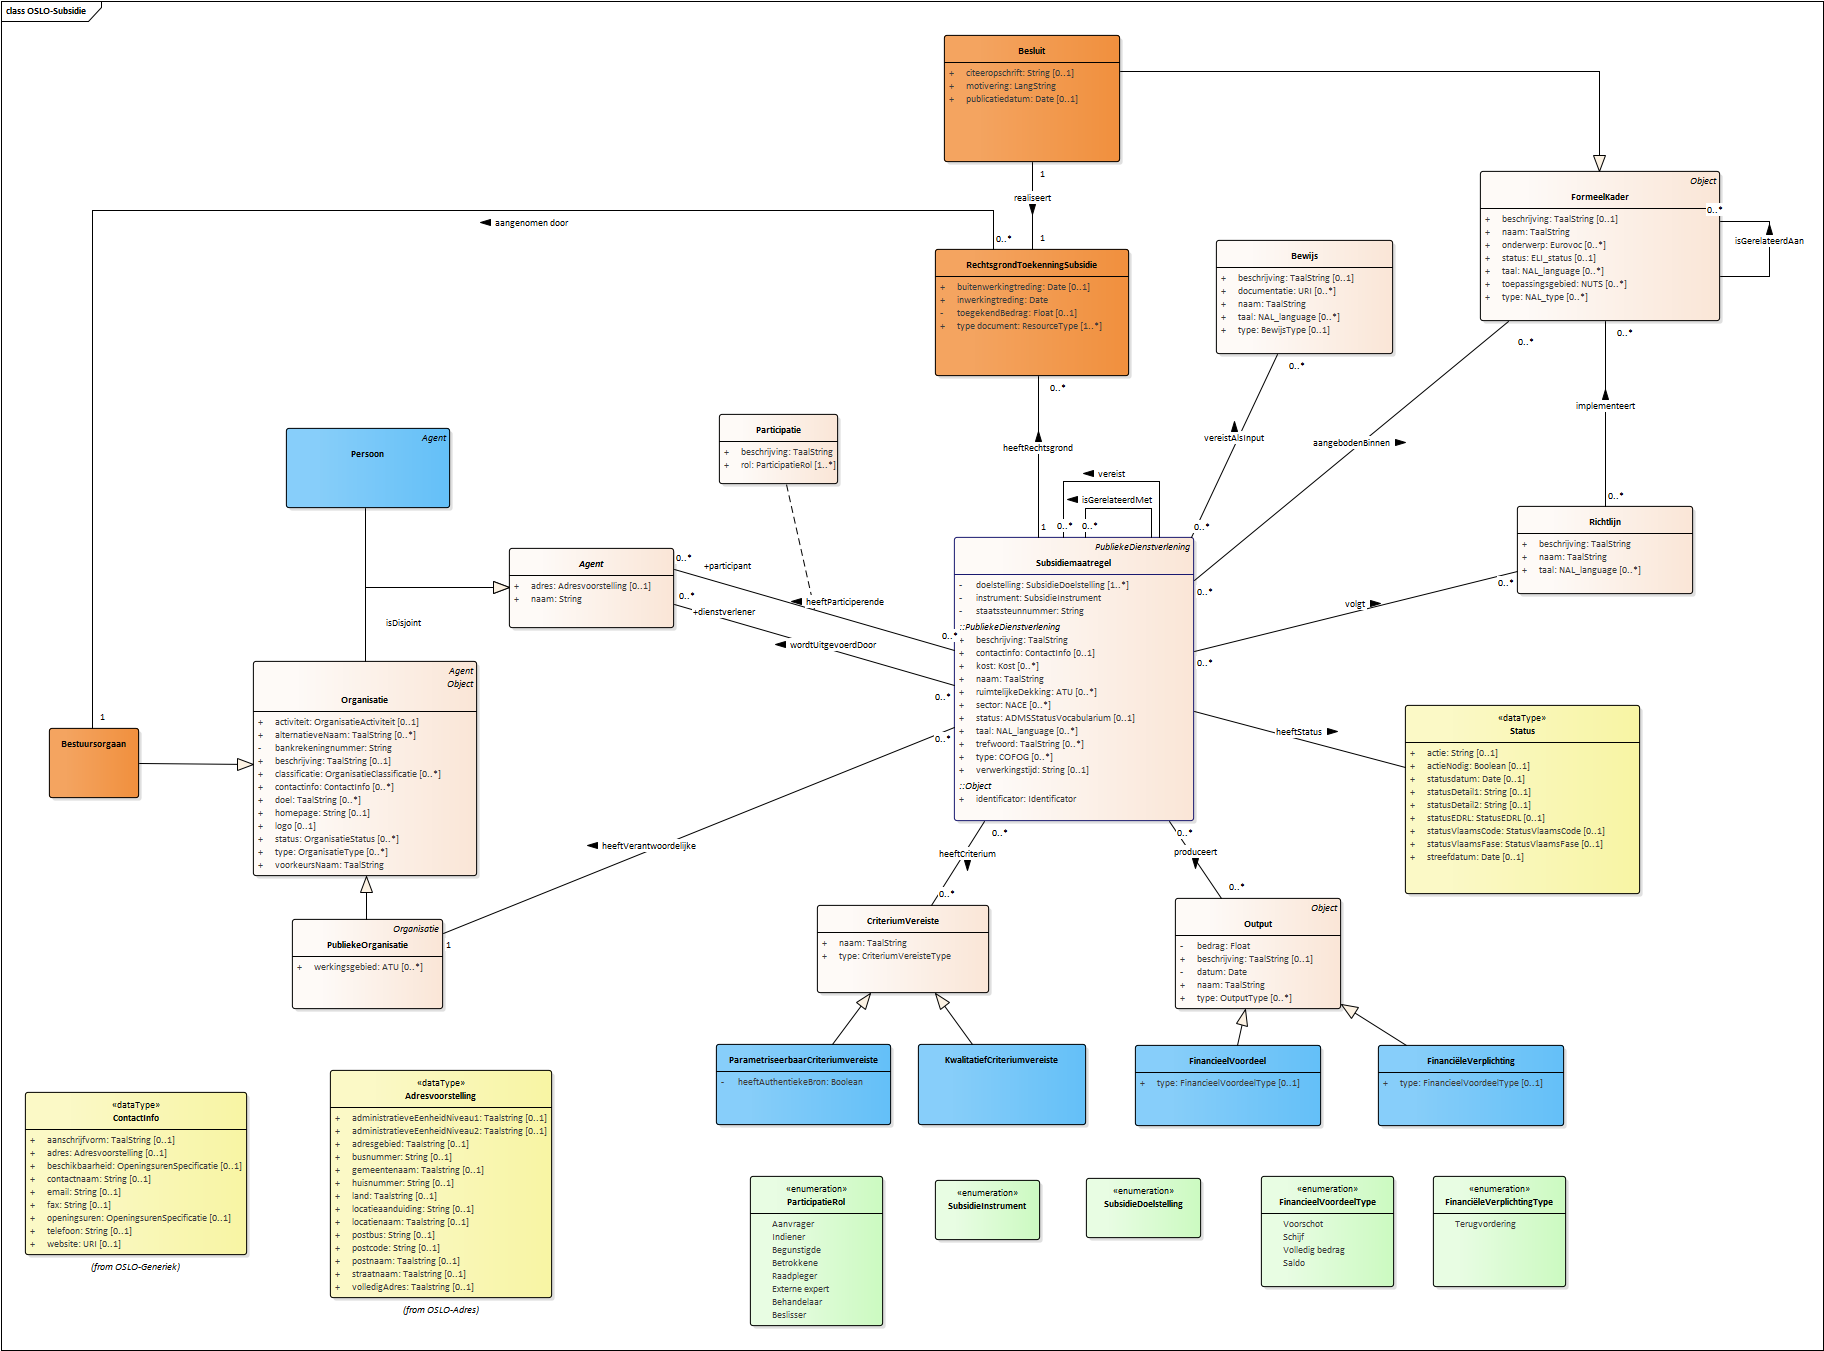 class OSLO-Subsidie
Besluit
+ citeeropschrift: String [0..1]
+ motivering: LangString
+ publicatiedatum: Date [0..1]
1
realiseert
1
aangenomen door
0..*
1
RechtsgrondToekenningSubsidie
+ buitenwerkingtreding: Date [0..1]
+ inwerkingtreding: Date
- toegekendBedrag: Float [0..1]
+ type document: ResourceType [1..*]
0..*
heeftRechtsgrond
1
Bewijs
+ beschrijving: TaalString [0..1]
+ documentatie: URI [0..*]
+ naam: TaalString
+ taal: NAL_language [0..*]
+ type: BewijsType [0..1]
0..*
vereistAlsInput
0..*
Object
FormeelKader
+ beschrijving: TaalString [0..1]
+ naam: TaalString
+ onderwerp: Eurovoc [0..*]
+ status: ELI_status [0..1]
+ taal: NAL_language [0..*]
+ toepassingsgebied: NUTS [0..*]
+ type: NAL_type [0..*]
0..*
isGerelateerdAan
0..*
0..*
aangebodenBinnen
0..*
implementeert
0..*
Richtlijn
+ beschrijving: TaalString
+ naam: TaalString
+ taal: NAL_language [0..*]
0..*
volgt
0..*
Agent
Persoon
Participatie
+ beschrijving: TaalString
+ rol: ParticipatieRol [1..*]
Agent
+ adres: Adresvoorstelling [0..1]
+ naam: String
0..*
+participant
heeftParticiperende
0..*
0..*
+dienstverlener
wordtUitgevoerdDoor
0..*
isDisjoint
vereist
0..*
isGerelateerdMet
0..*
PubliekeDienstverlening
Subsidiemaatregel
- doelstelling: SubsidieDoelstelling [1..*]
- instrument: SubsidieInstrument
- staatssteunnummer: String
::PubliekeDienstverlening
+ beschrijving: TaalString
+ contactinfo: ContactInfo [0..1]
+ kost: Kost [0..*]
+ naam: TaalString
+ ruimtelijkeDekking: ATU [0..*]
+ sector: NACE [0..*]
+ status: ADMSStatusVocabularium [0..1]
+ taal: NAL_language [0..*]
+ trefwoord: TaalString [0..*]
+ type: COFOG [0..*]
+ verwerkingstijd: String [0..1]
::Object
+ identificator: Identificator
Bestuursorgaan
Agent
Object
Organisatie
+ activiteit: OrganisatieActiviteit [0..1]
+ alternatieveNaam: TaalString [0..*]
- bankrekeningnummer: String
+ beschrijving: TaalString [0..1]
+ classificatie: OrganisatieClassificatie [0..*]
+ contactinfo: ContactInfo [0..*]
+ doel: TaalString [0..*]
+ homepage: String [0..1]
+ logo [0..1]
+ status: OrganisatieStatus [0..*]
+ type: OrganisatieType [0..*]
+ voorkeursNaam: TaalString
0..*
heeftVerantwoordelijke
1
Organisatie
PubliekeOrganisatie
+ werkingsgebied: ATU [0..*]
heeftStatus
«dataType»
Status
+ actie: String [0..1]
+ actieNodig: Boolean [0..1]
+ statusdatum: Date [0..1]
+ statusDetail1: String [0..1]
+ statusDetail2: String [0..1]
+ statusEDRL: StatusEDRL [0..1]
+ statusVlaamsCode: StatusVlaamsCode [0..1]
+ statusVlaamsFase: StatusVlaamsFase [0..1]
+ streefdatum: Date [0..1]
0..*
heeftCriterium
0..*
0..*
produceert
0..*
CriteriumVereiste
+ naam: TaalString
+ type: CriteriumVereisteType
Object
Output
- bedrag: Float
+ beschrijving: TaalString [0..1]
- datum: Date
+ naam: TaalString
+ type: OutputType [0..*]
ParametriseerbaarCriteriumvereiste
- heeftAuthentiekeBron: Boolean
KwalitatiefCriteriumvereiste
FinancieelVoordeel
+ type: FinancieelVoordeelType [0..1]
FinanciëleVerplichting
+ type: FinancieelVoordeelType [0..1]
«dataType»
ContactInfo
+ aanschrijfvorm: TaalString [0..1]
+ adres: Adresvoorstelling [0..1]
+ beschikbaarheid: OpeningsurenSpecificatie [0..1]
+ contactnaam: String [0..1]
+ email: String [0..1]
+ fax: String [0..1]
+ openingsuren: OpeningsurenSpecificatie [0..1]
+ telefoon: String [0..1]
+ website: URI [0..1]
(from OSLO-Generiek)
«dataType»
Adresvoorstelling
+ administratieveEenheidNiveau1: Taalstring [0..1]
+ administratieveEenheidNiveau2: Taalstring [0..1]
+ adresgebied: Taalstring [0..1]
+ busnummer: String [0..1]
+ gemeentenaam: Taalstring [0..1]
+ huisnummer: String [0..1]
+ land: Taalstring [0..1]
+ locatieaanduiding: String [0..1]
+ locatienaam: Taalstring [0..1]
+ postbus: String [0..1]
+ postcode: String [0..1]
+ postnaam: Taalstring [0..1]
+ straatnaam: Taalstring [0..1]
+ volledigAdres: Taalstring [0..1]
(from OSLO-Adres)
«enumeration»
ParticipatieRol
Aanvrager
Indiener
Begunstigde
Betrokkene
Raadpleger
Externe expert
Behandelaar
Beslisser
«enumeration»
SubsidieInstrument
«enumeration»
SubsidieDoelstelling
«enumeration»
FinancieelVoordeelType
Voorschot
Schijf
Volledig bedrag
Saldo
«enumeration»
FinanciëleVerplichtingType
Terugvordering